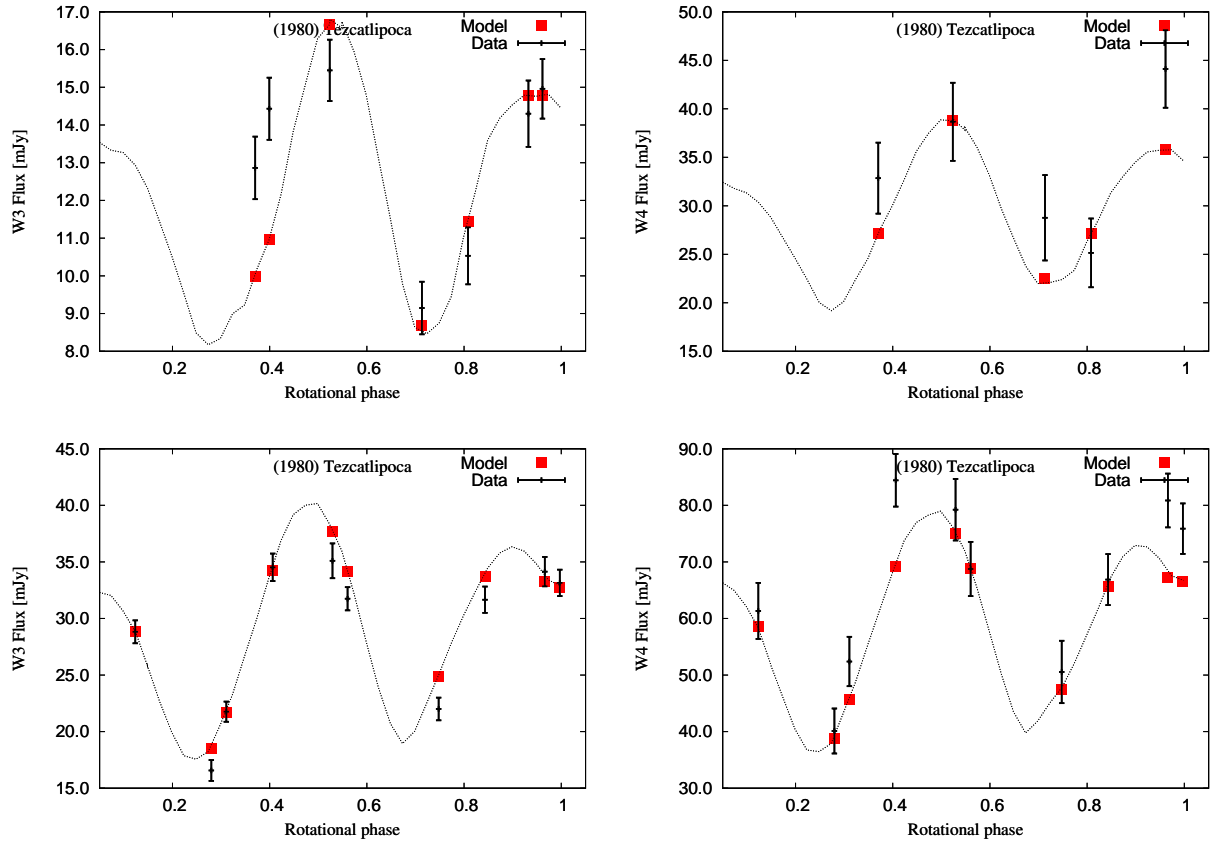 (1980) Tezcatlipoca
Model
Data
17.0
16.0
15.0
14.0
13.0
12.0
11.0
10.0
9.0
8.0
W3 Flux [mJy]
0.2
0.4
0.6
0.8
1
Rotational phase
(1980) Tezcatlipoca
Model
Data
50.0
45.0
40.0
35.0
30.0
25.0
20.0
15.0
W4 Flux [mJy]
0.2
0.4
0.6
0.8
1
Rotational phase
(1980) Tezcatlipoca
Model
Data
45.0
40.0
35.0
30.0
25.0
20.0
15.0
W3 Flux [mJy]
0.2
0.4
0.6
0.8
1
Rotational phase
(1980) Tezcatlipoca
Model
Data
90.0
80.0
70.0
60.0
50.0
40.0
30.0
W4 Flux [mJy]
0.2
0.4
0.6
0.8
1
Rotational phase